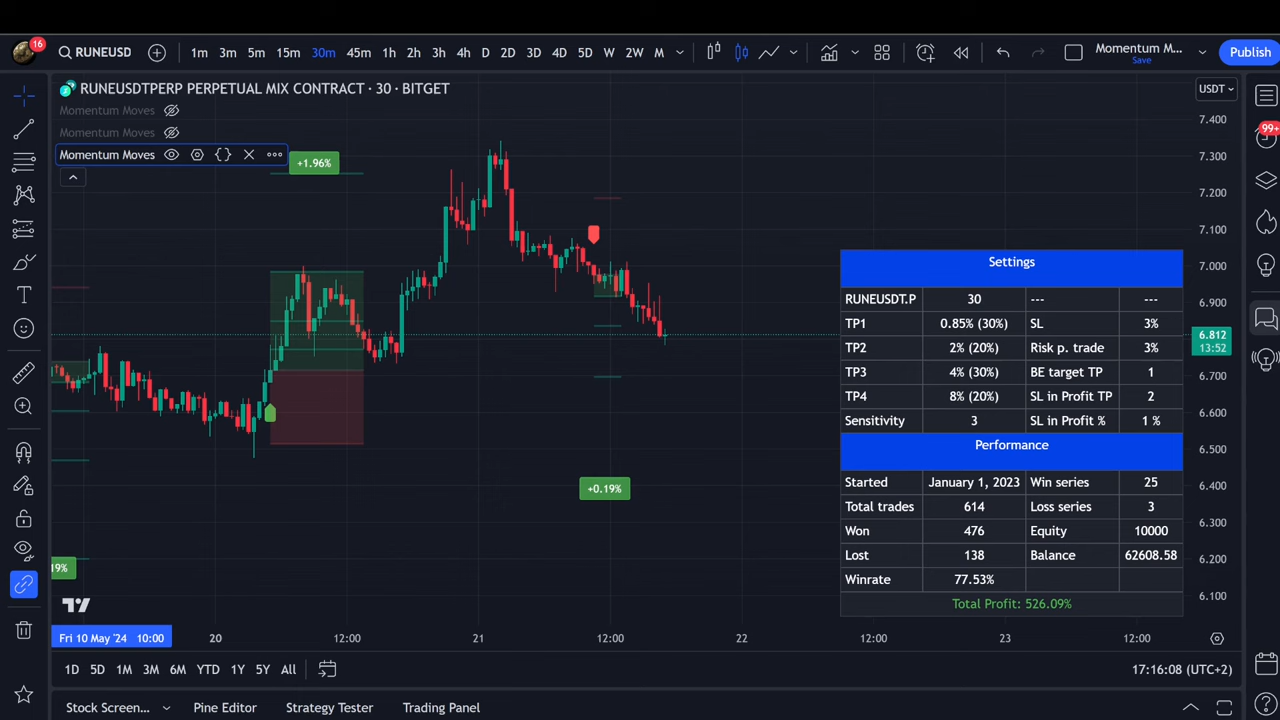 16
RUNEUSD
1m 3m 5m 15m 30m 45m 1h 2h 3h 4h D 2D 3D 4D 5D W 2W M
Momentum M...
Save
Publish
RUNEUSDTPERP PERPETUAL MIX CONTRACT · 30 · BITGET
USDT
Momentum Moves
Momentum Moves
Momentum Moves
+1.96%
+0.19%
19%
7.400
7.300
7.200
7.100
7.000
6.900
6.812
13:52
6.700
6.600
6.500
6.400
6.300
6.200
6.100
99+
Settings
RUNEUSDT.P 30 --- ---
TP1 0.85% (30%) SL 3%
TP2 2% (20%) Risk p. trade 3%
TP3 4% (30%) BE target TP 1
TP4 8% (20%) SL in Profit TP 2
Sensitivity 3 SL in Profit % 1 %
Performance
Started January 1, 2023 Win series 25
Total trades 614 Loss series 3
Won 476 Equity 10000
Lost 138 Balance 62608.58
Winrate 77.53%
Total Profit: 526.09%
Fri 10 May '24 10:00 20 12:00 21 12:00 22 12:00 23 12:00
1D 5D 1M 3M 6M YTD 1Y 5Y All
17:16:08 (UTC+2)
Stock Screen... Pine Editor Strategy Tester Trading Panel